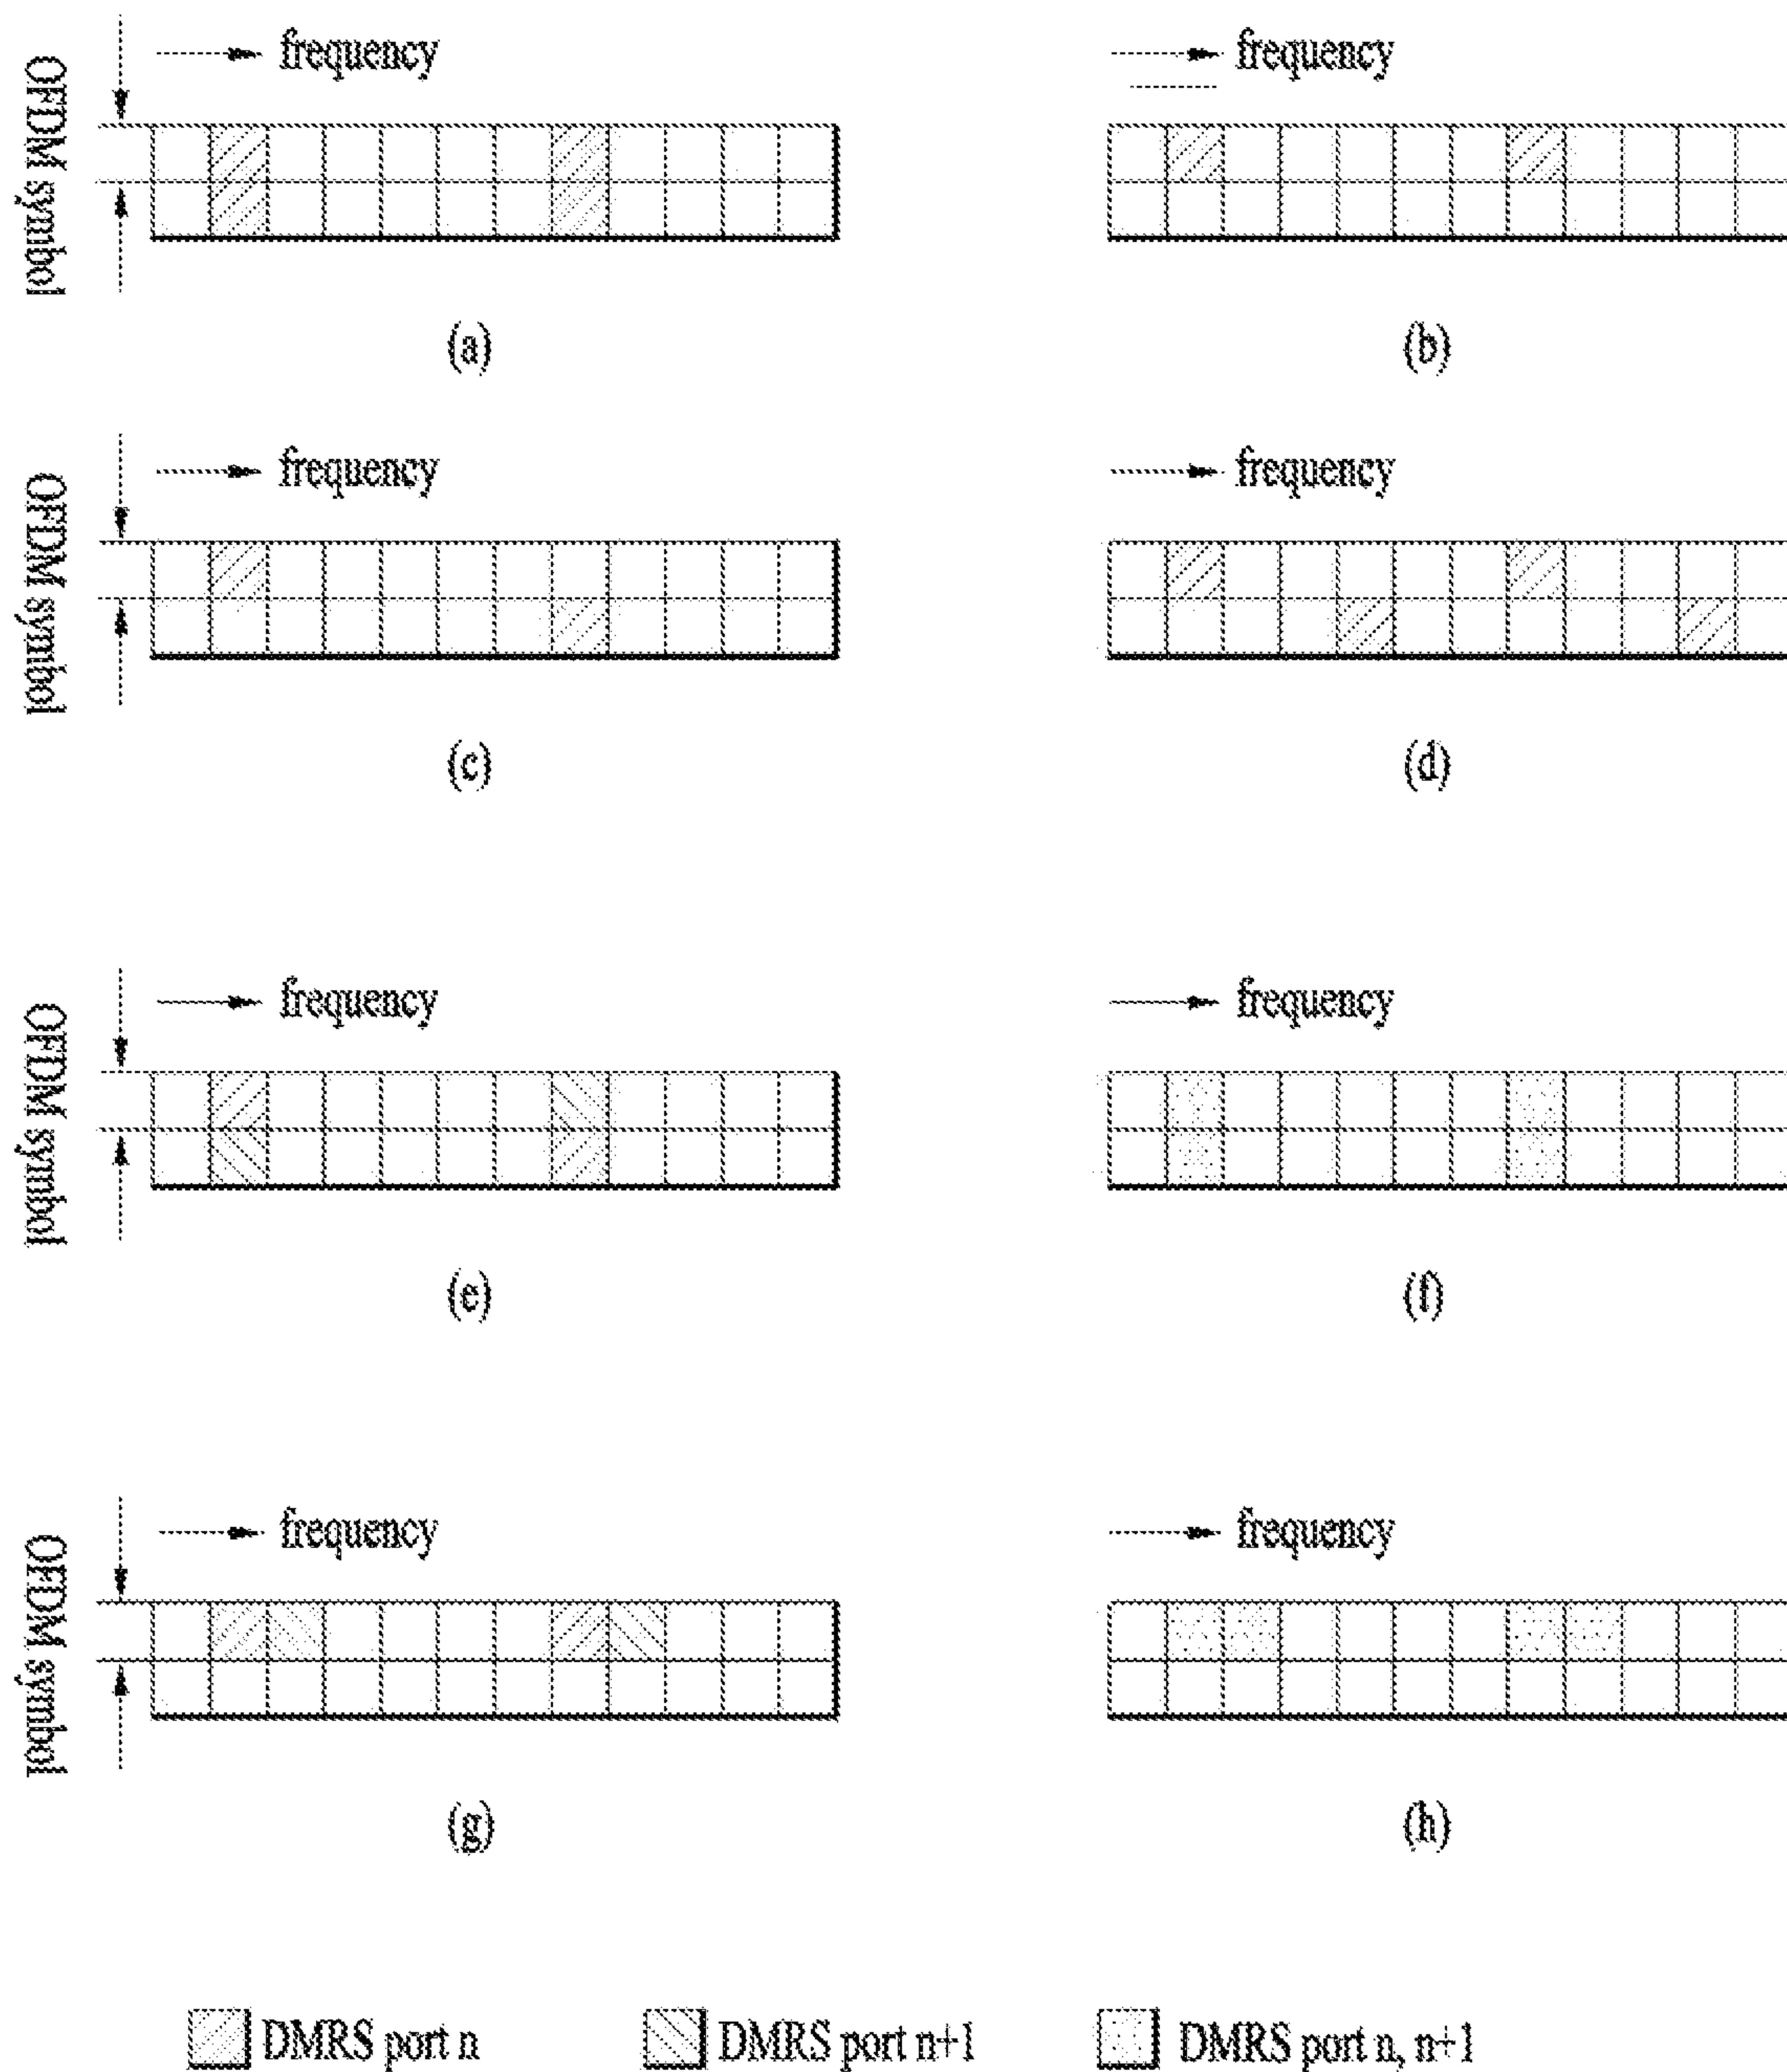 OFDM symbol
frequency
frequency
(a)
(b)
OFDM symbol
frequency
frequency
(c)
(d)
OFDM symbol
frequency
frequency
(e)
(f)
OFDM symbol
frequency
frequency
(g)
(h)
DMRS port n
DMRS port n+1
DMRS port n, n+1